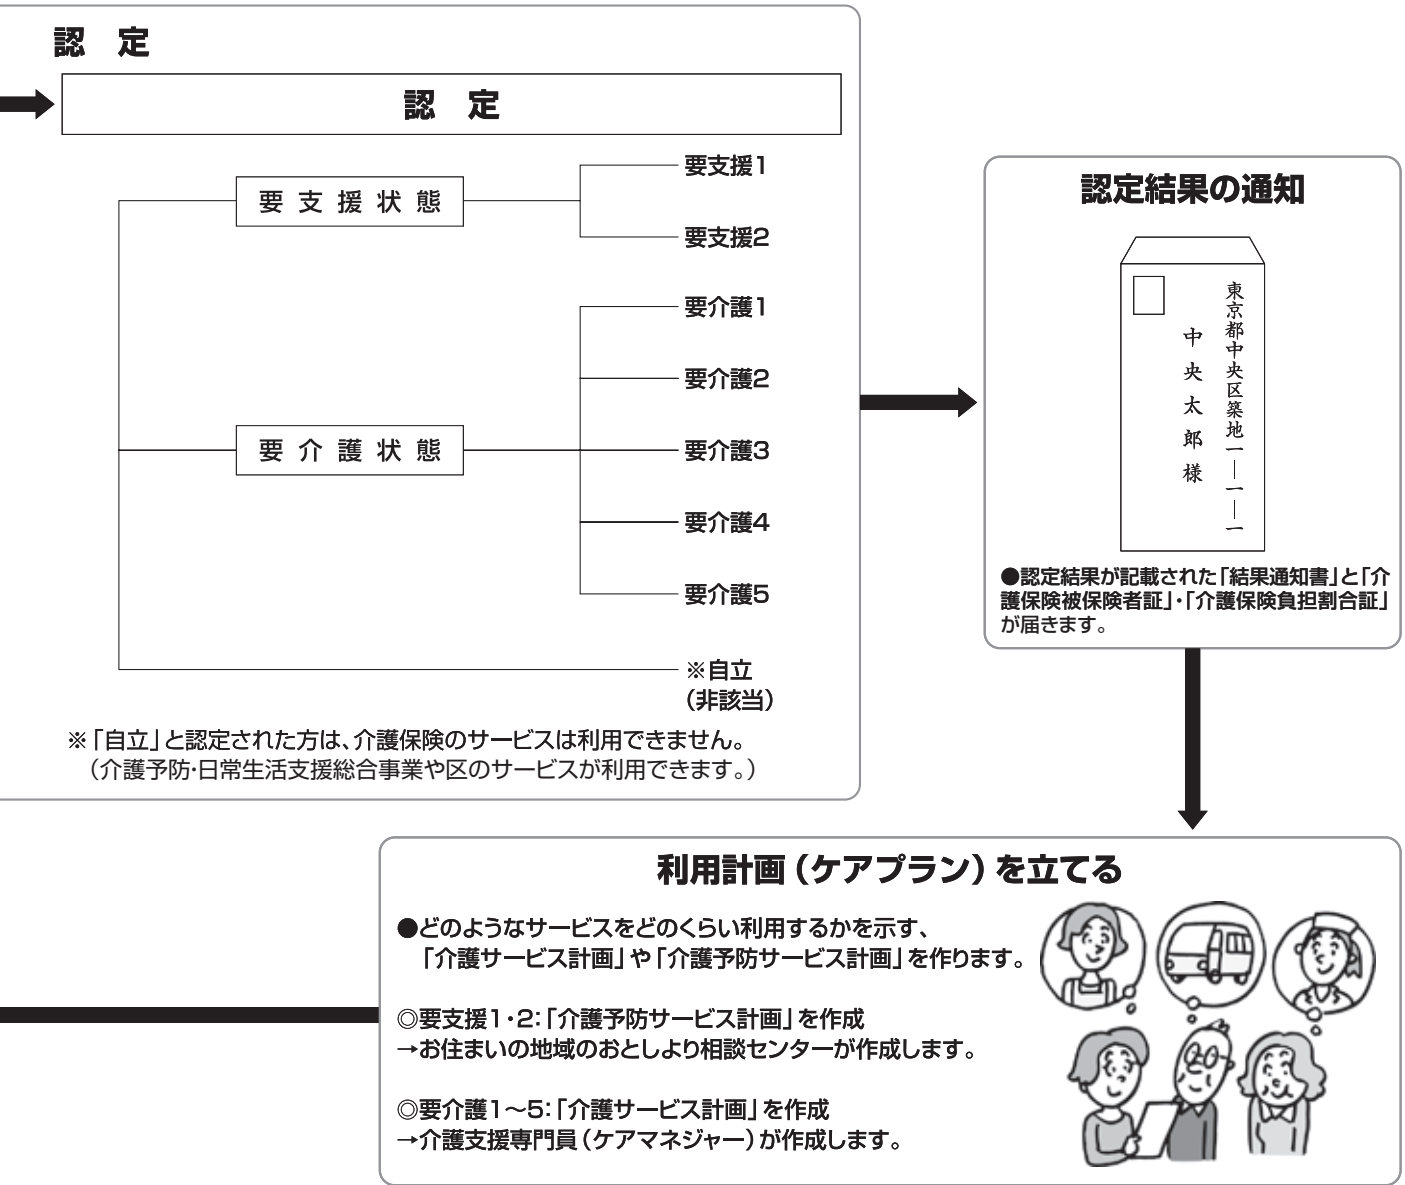 認　定
認　定
要支援状態
要支援1
要支援2
要介護状態
要介護1
要介護2
要介護3
要介護4
要介護5
※自立
（非該当）
※「自立」と認定された方は、介護保険のサービスは利用できません。
（介護予防・日常生活支援総合事業や区のサービスが利用できます。）
認定結果の通知
東京都中央区築地一―一―一
中央太郎様
●認定結果が記載された「結果通知書」と「介
護保険被保険者証」・「介護保険負担割合証」
が届きます。
利用計画（ケアプラン）を立てる
●どのようなサービスをどのくらい利用するかを示す、
「介護サービス計画」や「介護予防サービス計画」を作ります。
◎要支援1・2：「介護予防サービス計画」を作成
→お住まいの地域のおとしより相談センターが作成します。
◎要介護1～5：「介護サービス計画」を作成
→介護支援専門員（ケアマネジャー）が作成します。